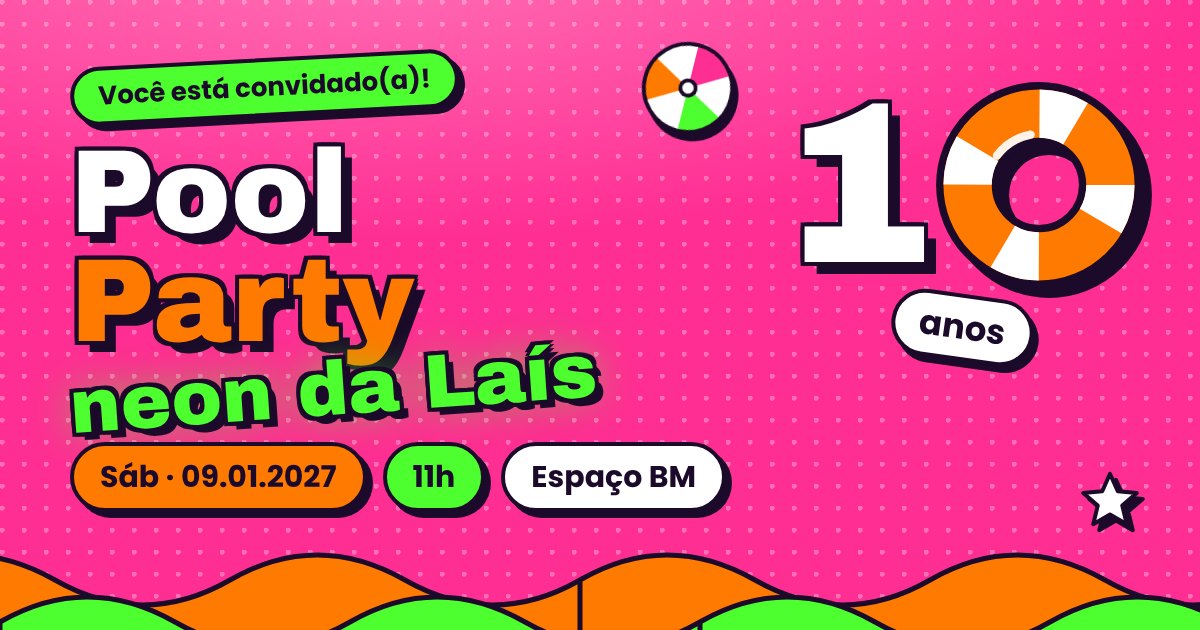 Você está convidado(a)!
Pool
Party
neon da Laís
Sáb · 09.01.2027
11h
Espaço BM
10
anos